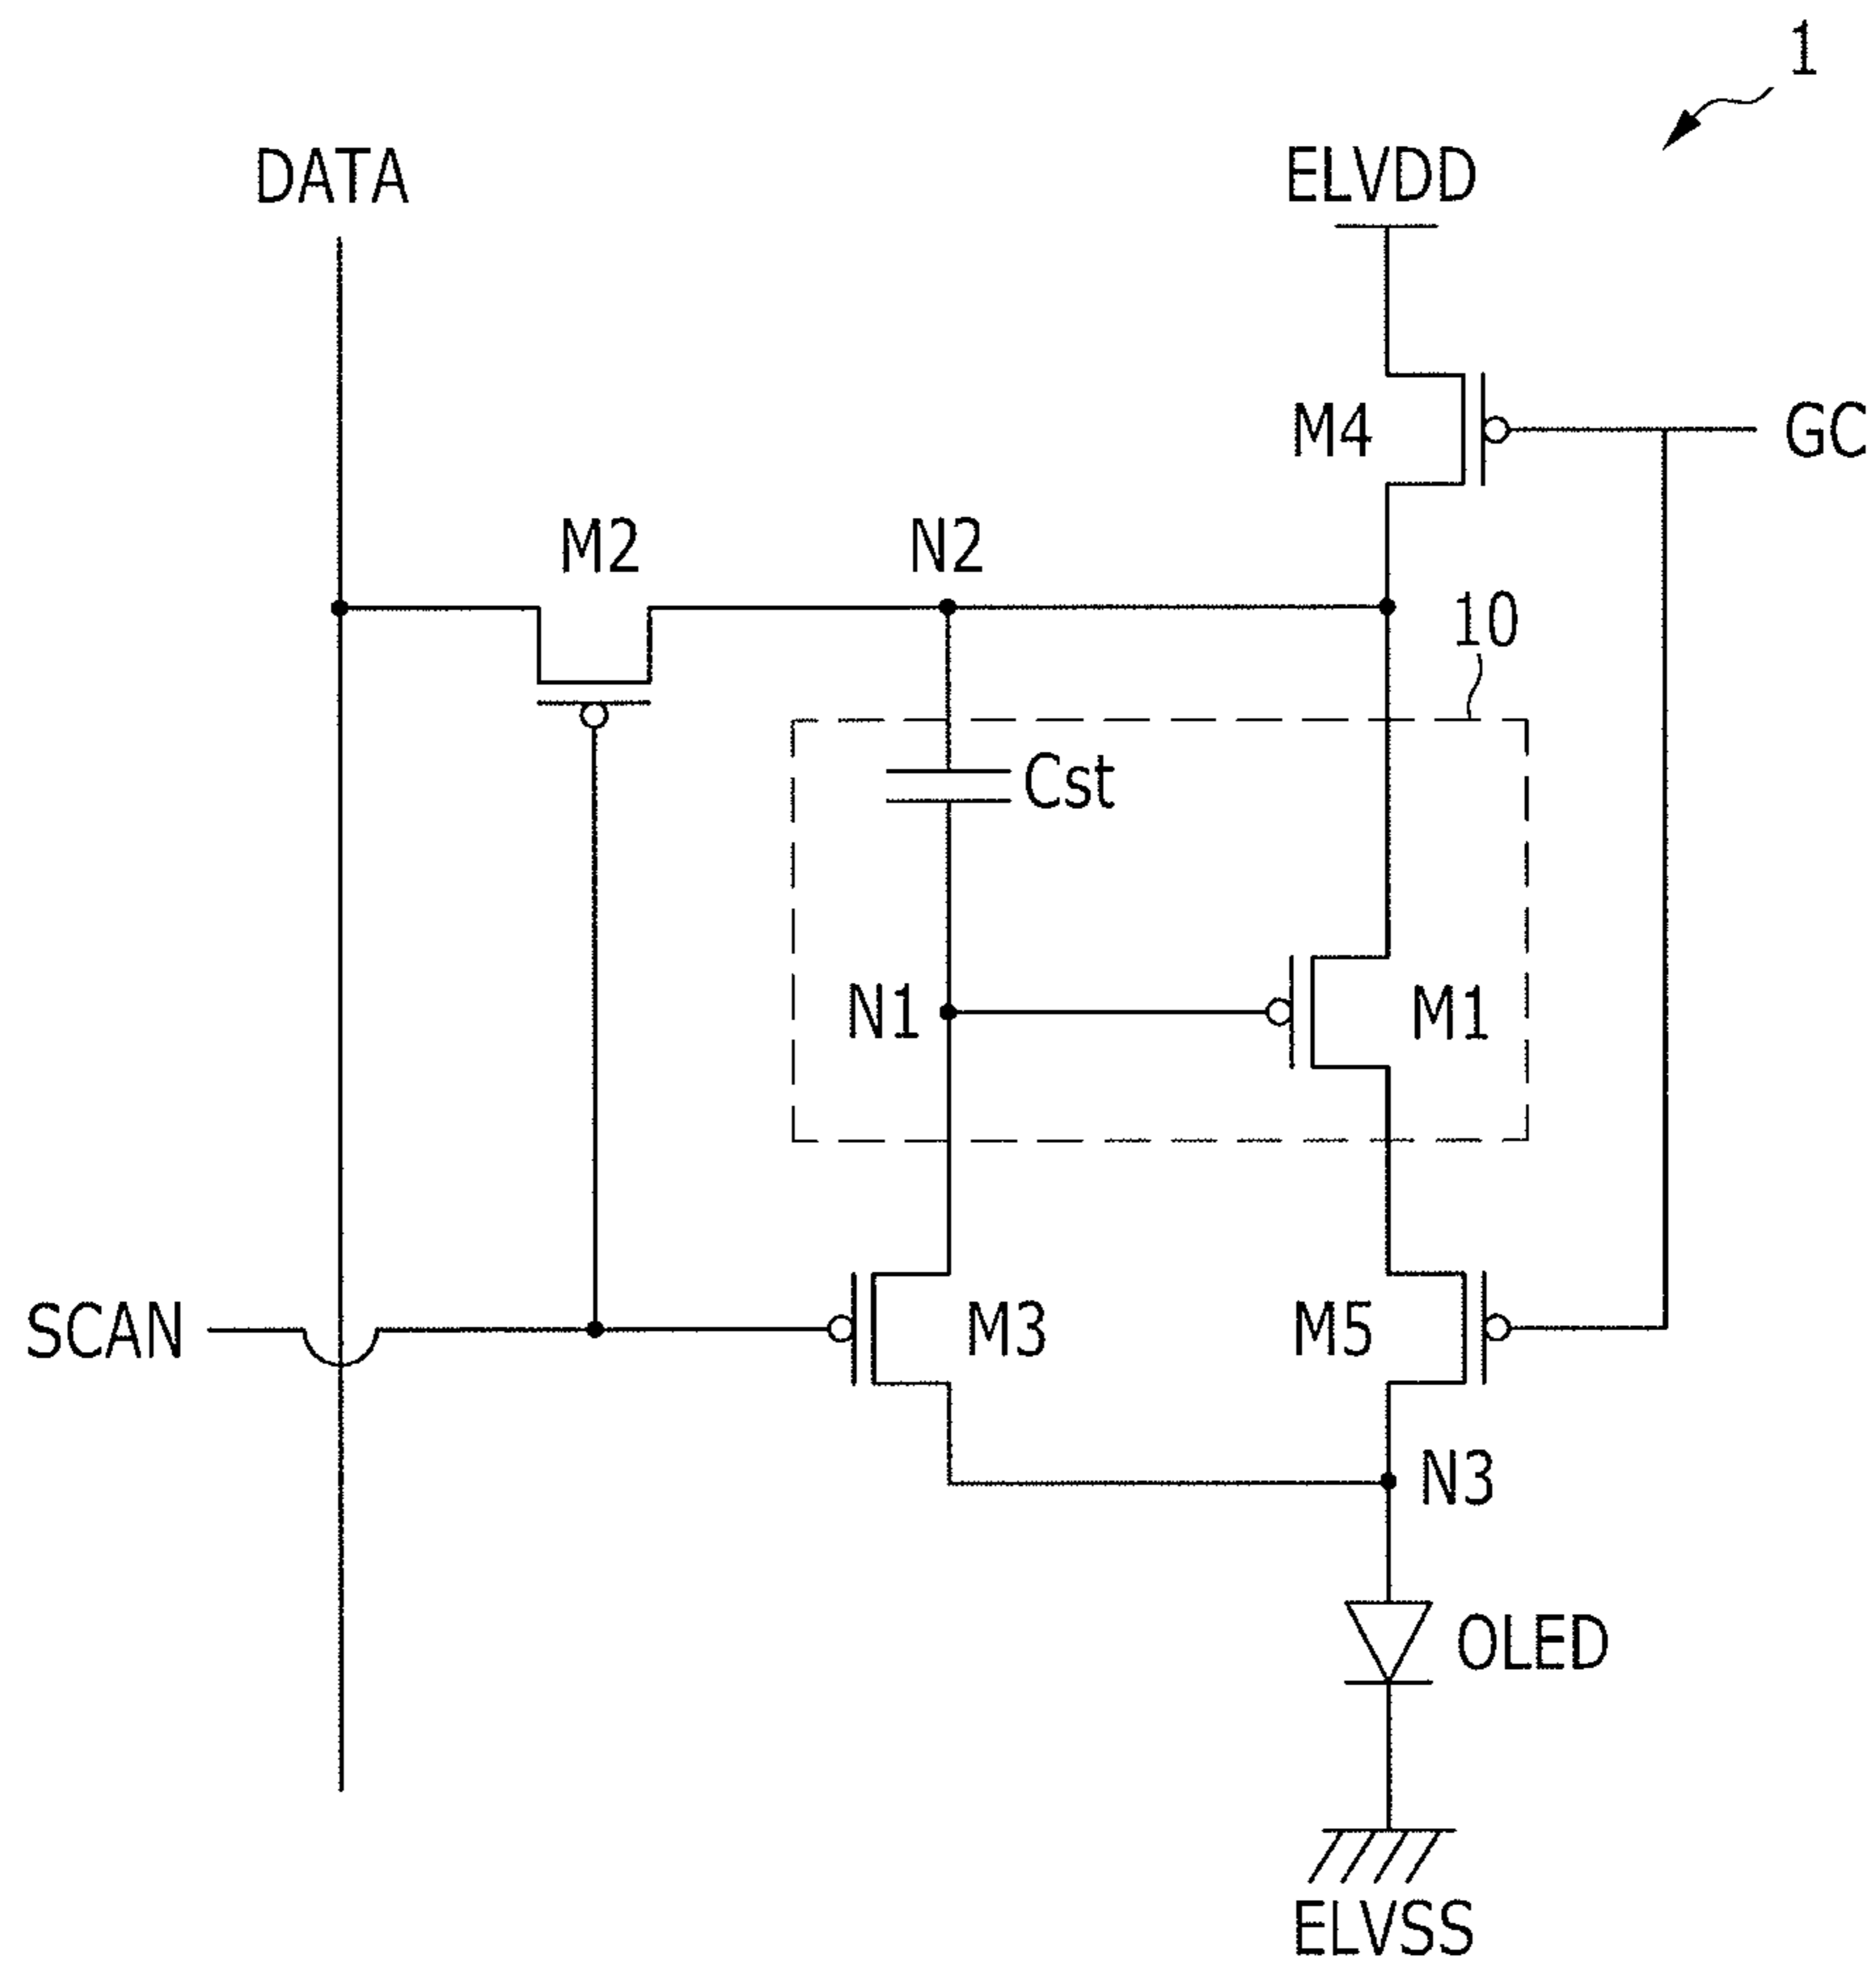 1
DATA
ELVDD
M4
GC
M2
N2
10
Cst
N1
M1
SCAN
M3
M5
N3
OLED
ELVSS